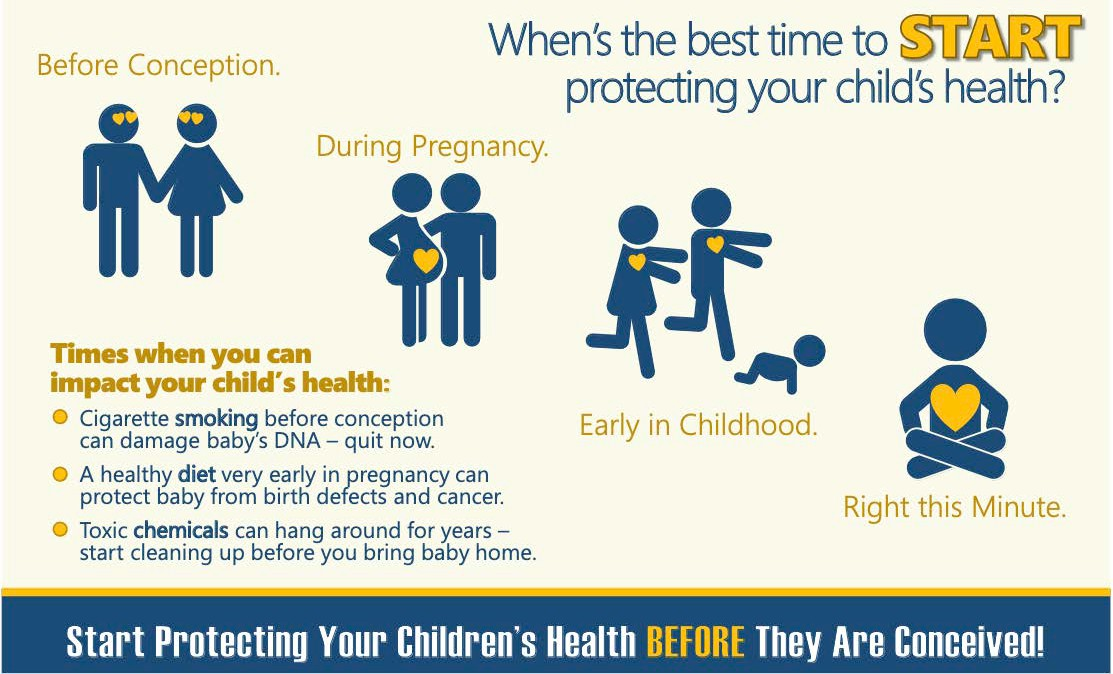 When's the best time to START
protecting your child's health?
Before Conception.
During Pregnancy.
Early in Childhood.
Right this Minute.
Times when you can
impact your child's health:
Cigarette smoking before conception
can damage baby's DNA – quit now.
A healthy diet very early in pregnancy can
protect baby from birth defects and cancer.
Toxic chemicals can hang around for years –
start cleaning up before you bring baby home.
Start Protecting Your Children's Health BEFORE They Are Conceived!